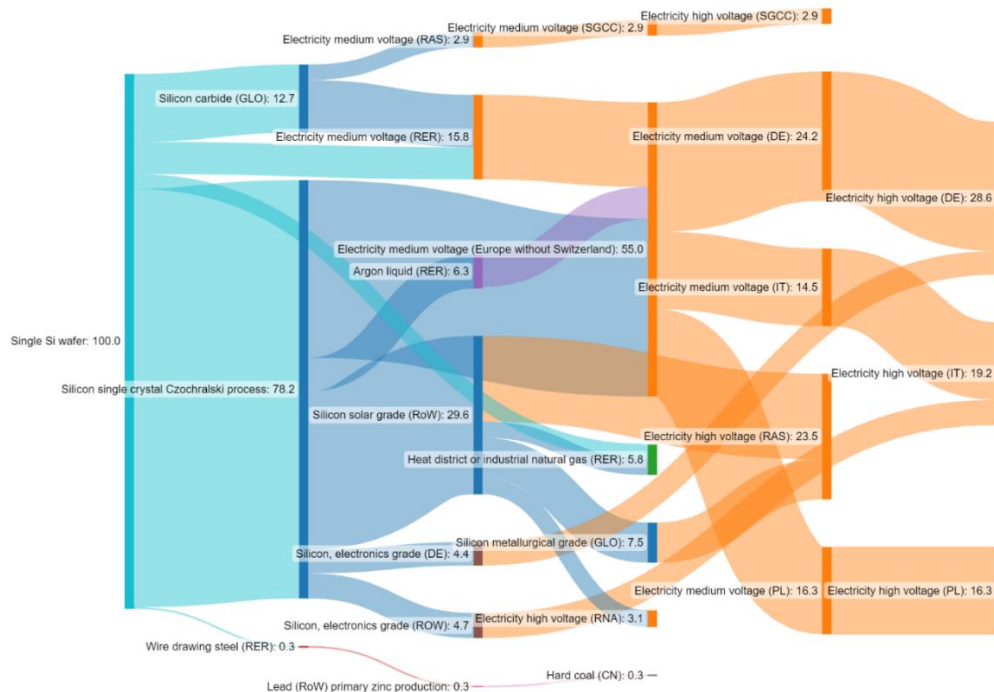 Electricity high voltage (SGCC): 2.9
Electricity medium voltage (SGCC): 2.9
Electricity medium voltage (RAS): 2.9
Silicon carbide (GLO): 12.7
Electricity medium voltage (RER): 15.8
Electricity medium voltage (DE): 24.2
Electricity high voltage (DE): 28.6
Electricity medium voltage (Europe without Switzerland): 55.0
Argon liquid (RER): 6.3
Electricity medium voltage (IT): 14.5
Single Si wafer: 100.0
Electricity high voltage (IT): 19.2
Silicon single crystal Czochralski process: 78.2
Silicon solar grade (RoW): 29.6
Electricity high voltage (RAS): 23.5
Heat district or industrial natural gas (RER): 5.8
Silicon metallurgical grade (GLO): 7.5
Silicon, electronics grade (DE): 4.4
Electricity medium voltage (PL): 16.3
Electricity high voltage (PL): 16.3
Electricity high voltage (RNA): 3.1
Silicon, electronics grade (ROW): 4.7
Wire drawing steel (RER): 0.3
Hard coal (CN): 0.3
Lead (RoW) primary zinc production: 0.3